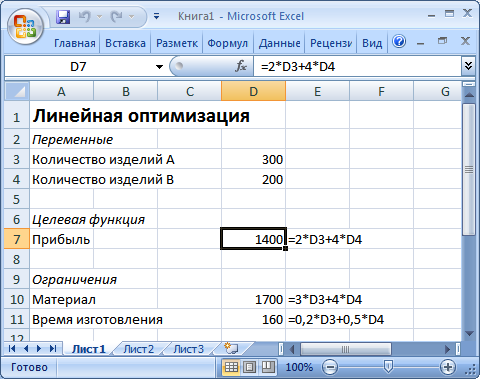 Книга1 - Microsoft Excel
Главная Вставка Разметк Формул Данные Рецензи Вид
D7 fx =2*D3+4*D4
A B C D E F G
1 Линейная оптимизация
2 Переменные
3 Количество изделий A 300
4 Количество изделий B 200
5
6 Целевая функция
7 Прибыль 1400 =2*D3+4*D4
8
9 Ограничения
10 Материал 1700 =3*D3+4*D4
11 Время изготовления 160 =0,2*D3+0,5*D4
12
Лист1 Лист2 Лист3
Готово 100%